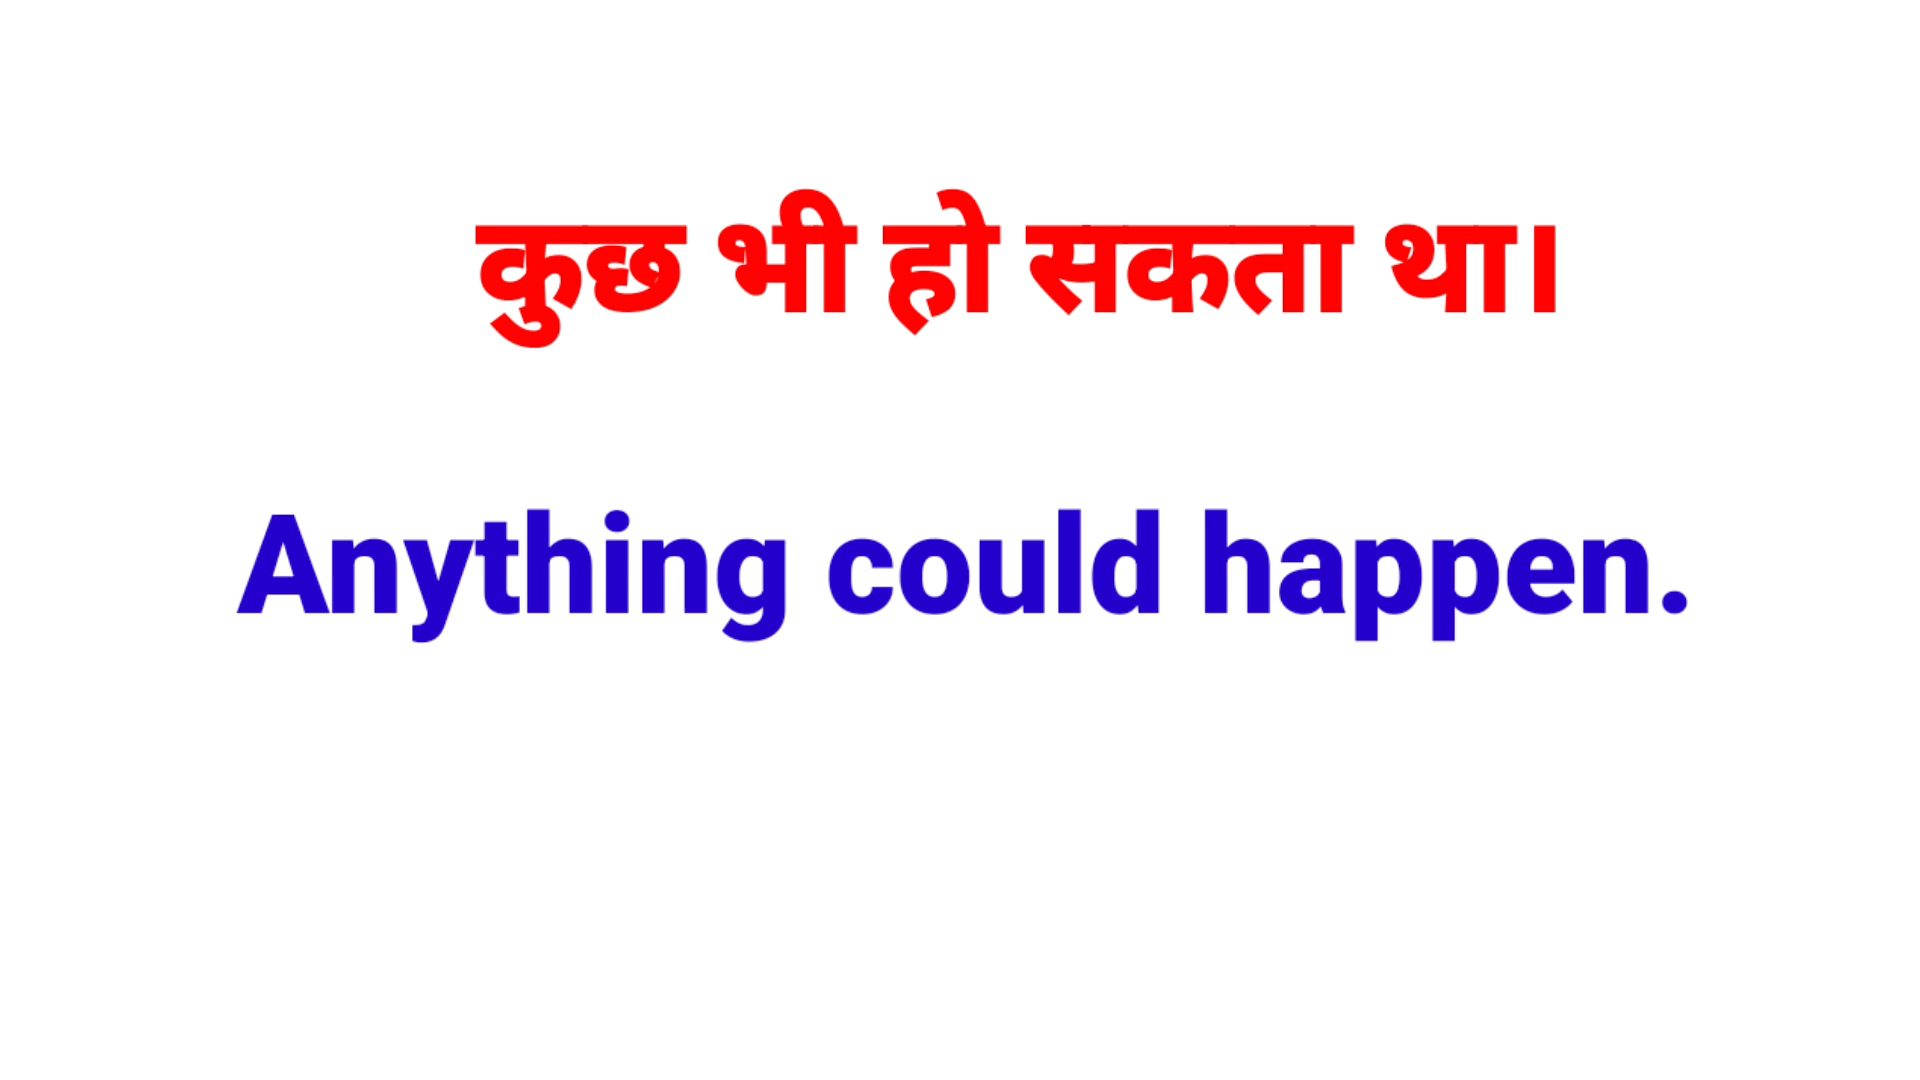 कुछ भी हो सकता था।
Anything could happen.